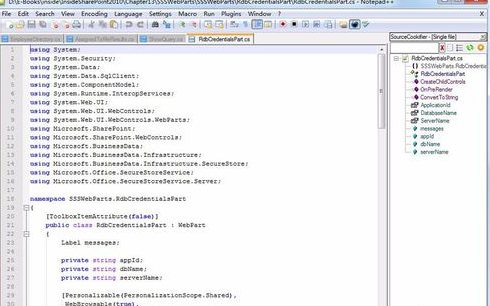 D:\E-Books\Inside\InsideSharePoint2010\Chapter13\SSSWebParts\SSSWebParts\RdbCredentialsPart\RdbCredentialsPart.cs - Notepad++
Edit Search View Encoding Language Settings Macro Run Plugins Window ?
EmployeeDirectory.cs AssignedToMeResults.cs ShowQuery.cs RdbCredentialsPart.cs
1 using System;
2 using System.Security;
3 using System.Data;
4 using System.Data.SqlClient;
5 using System.ComponentModel;
6 using System.Runtime.InteropServices;
7 using System.Web.UI;
8 using System.Web.UI.WebControls;
9 using System.Web.UI.WebControls.WebParts;
10 using Microsoft.SharePoint;
11 using Microsoft.SharePoint.WebControls;
12 using Microsoft.BusinessData;
13 using Microsoft.BusinessData.Infrastructure;
14 using Microsoft.BusinessData.Infrastructure.SecureStore;
15 using Microsoft.Office.SecureStoreService;
16 using Microsoft.Office.SecureStoreService.Server;
17
18 namespace SSSWebParts.RdbCredentialsPart
19 {
20 [ToolboxItemAttribute(false)]
21 public class RdbCredentialsPart : WebPart
22 {
23 Label messages;
24
25 private string appId;
26 private string dbName;
27 private string serverName;
28
29 [Personalizable(PersonalizationScope.Shared),
30 WebBrowsable(true),
SourceCookifier - [Single file]
RdbCredentialsPart.cs
SSSWebParts.RdbCredentia
RdbCredentialsPart
CreateChildControls
OnPreRender
ConvertToString
ApplicationId
DatabaseName
ServerName
messages
appId
dbName
serverName